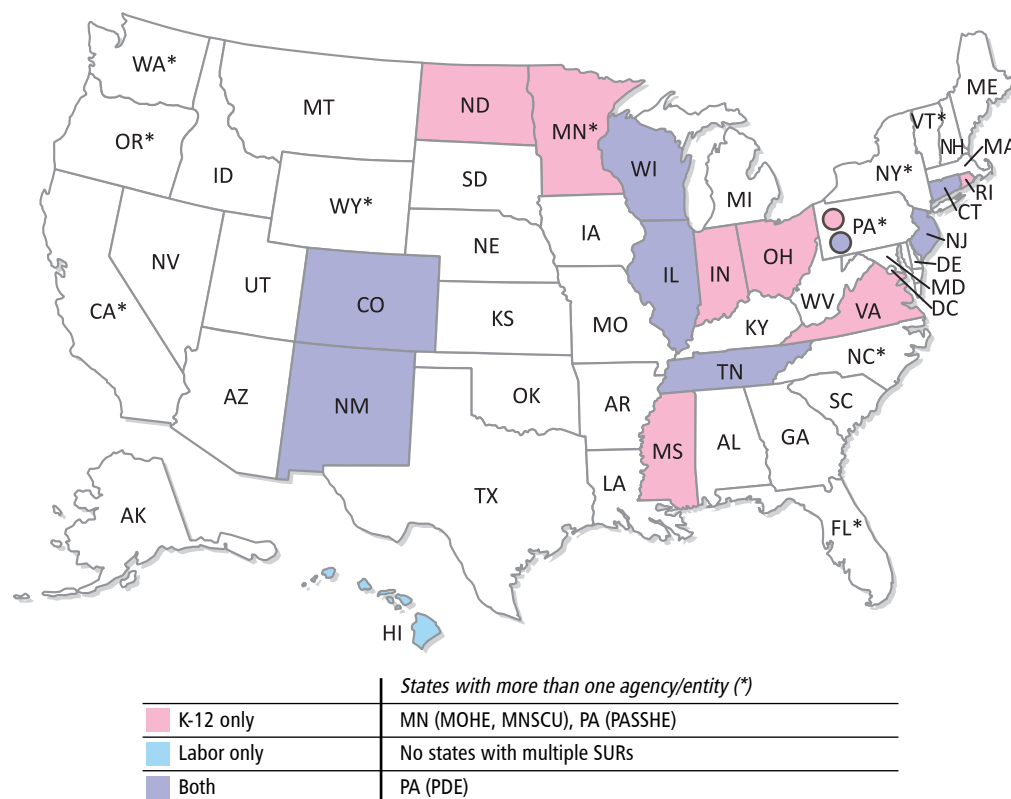 WA*
MT
ND
MN*
ME
VT*
NH
MA
OR*
ID
SD
WI
NY*
RI
CT
WY*
MI
PA*
NJ
IA
NE
DE
NV
UT
IL
IN
OH
MD
DC
CA*
CO
KS
MO
WV
VA
KY
NC*
AZ
NM
OK
AR
TN
SC
MS
AL
GA
LA
TX
AK
FL*
HI
States with more than one agency/entity (*)
K-12 only MN (MOHE, MNSCU), PA (PASSHE)
Labor only No states with multiple SURs
Both PA (PDE)